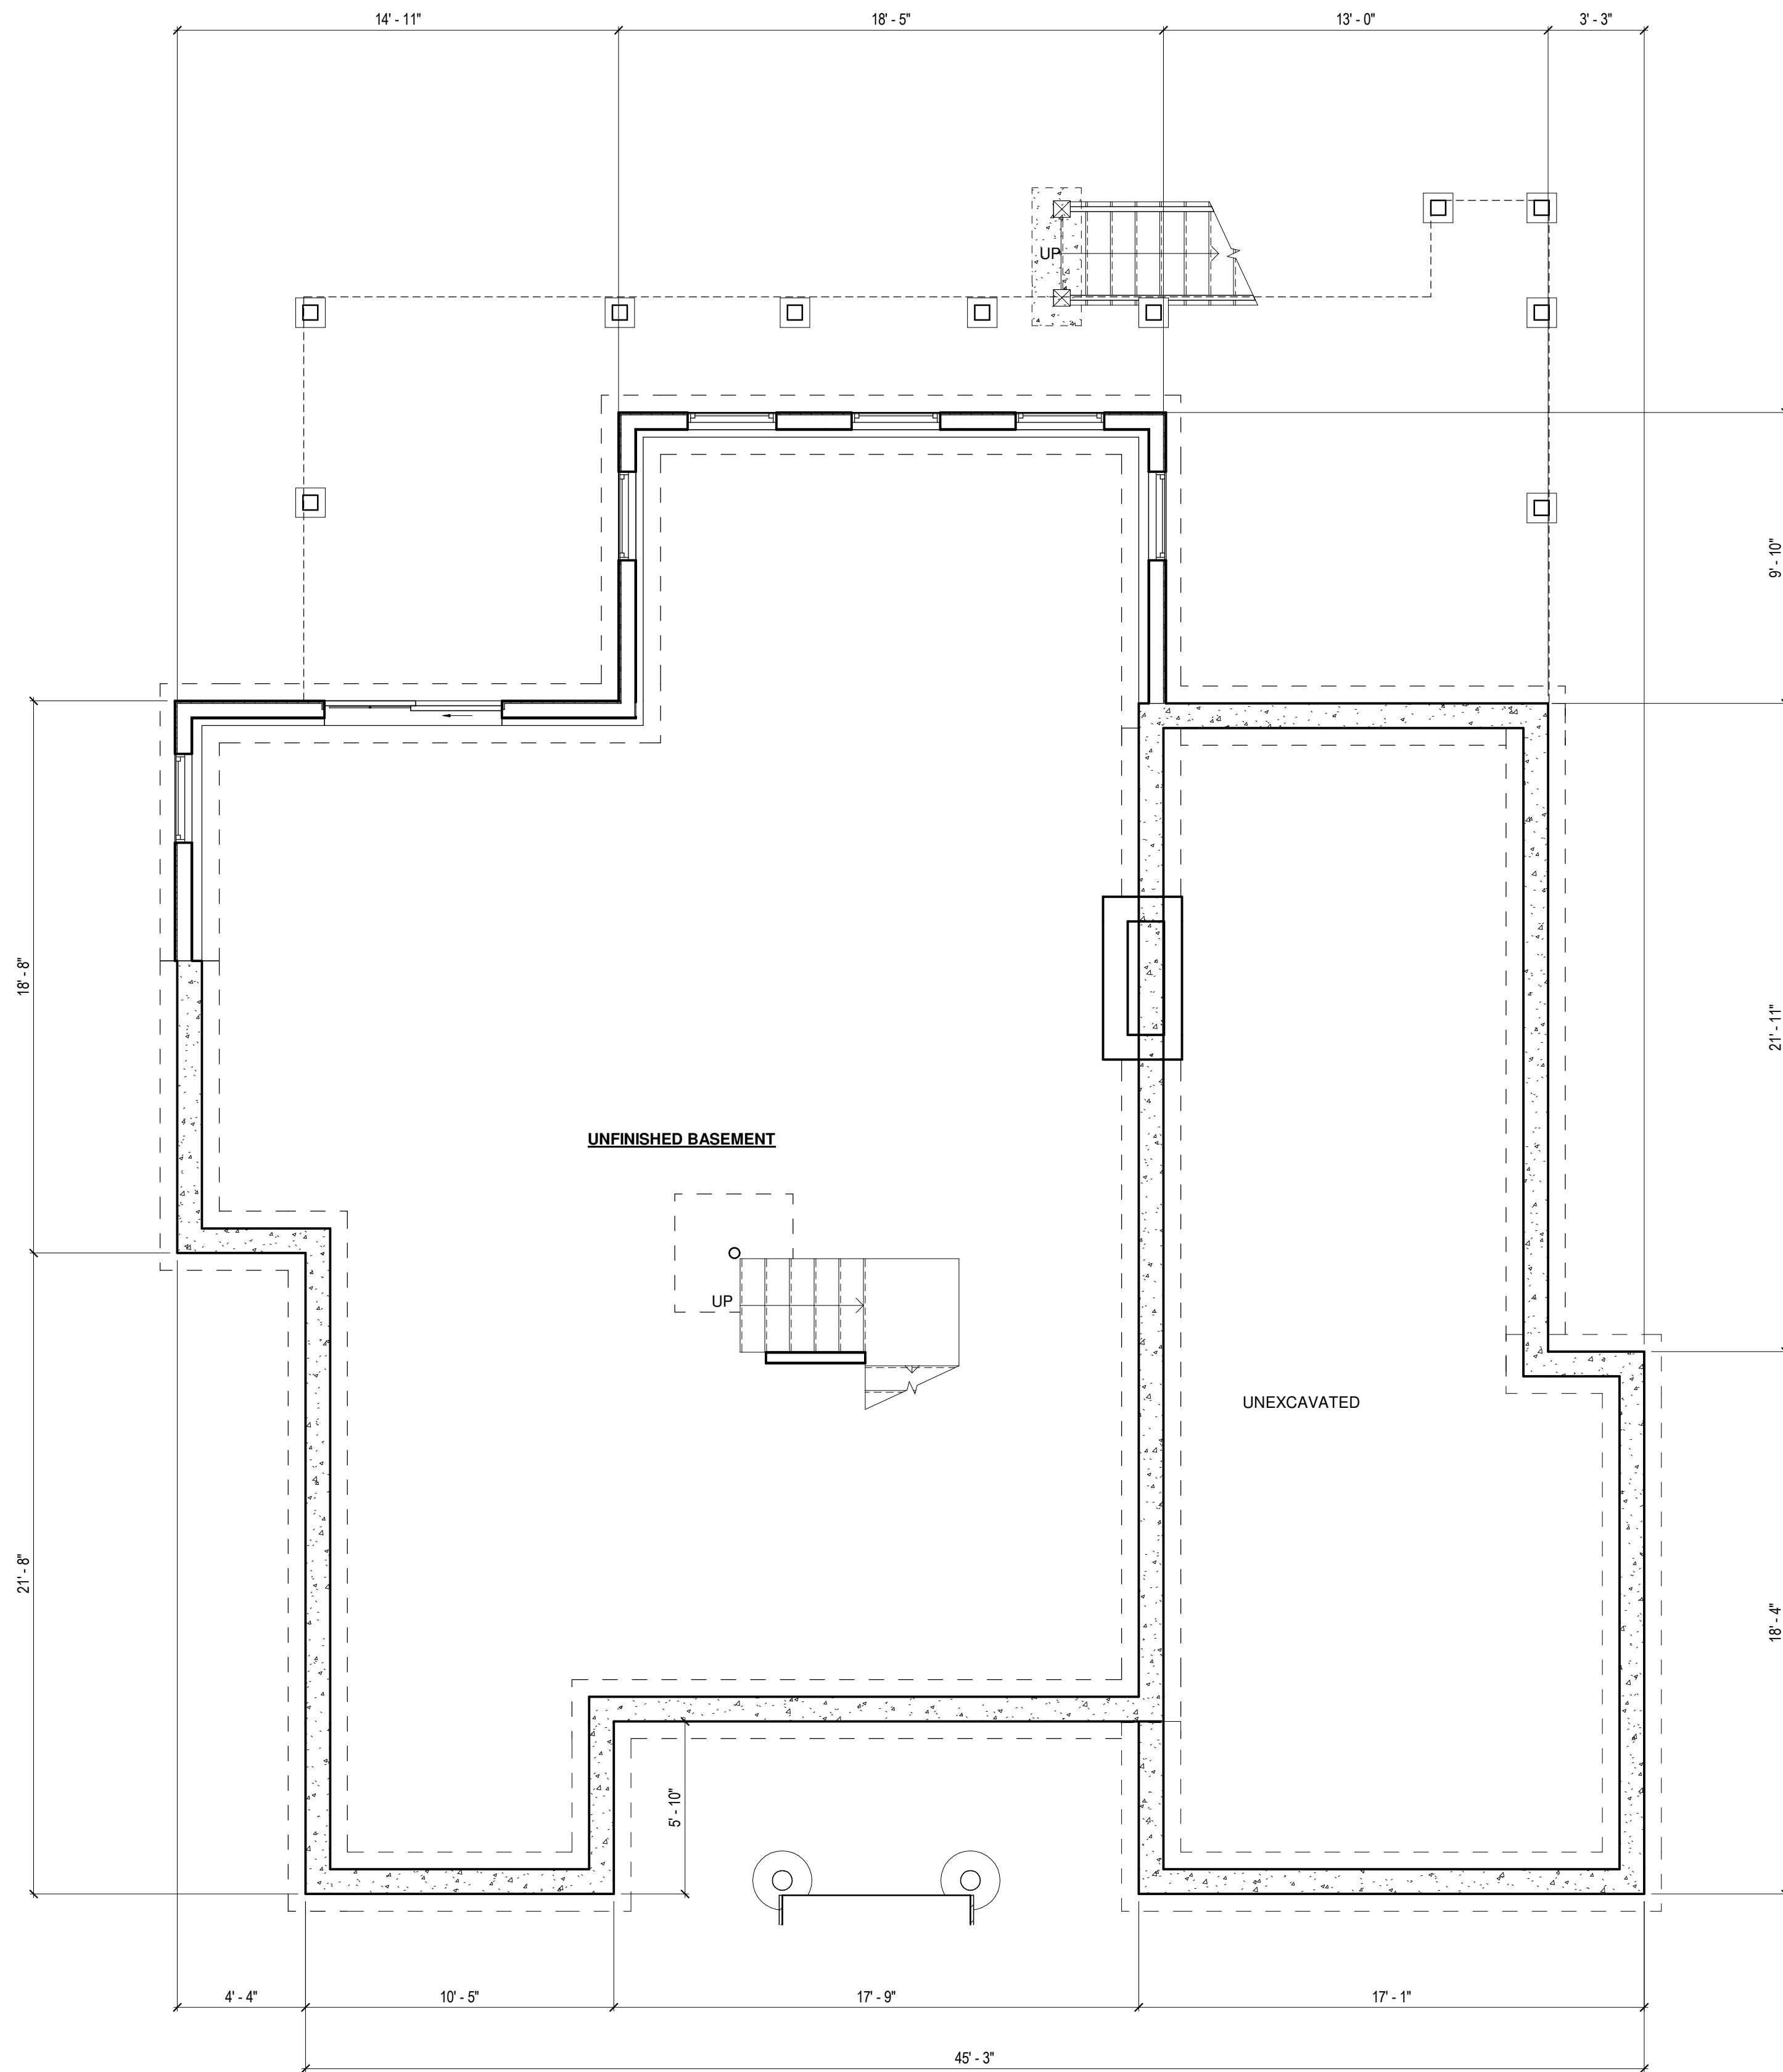 14' - 11"
18' - 5"
13' - 0"
3' - 3"
UP
9' - 10"
18' - 8"
21' - 11"
UNFINISHED BASEMENT
UP
UNEXCAVATED
21' - 8"
18' - 4"
5' - 10"
4' - 4"
10' - 5"
17' - 9"
17' - 1"
45' - 3"